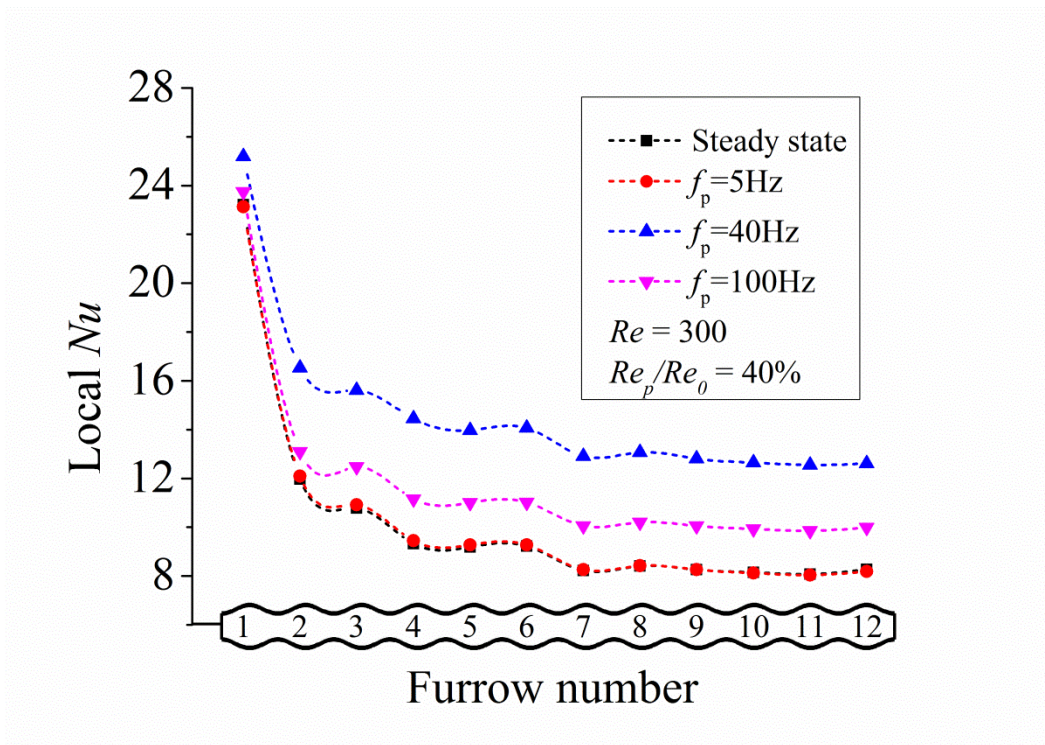 28
24
20
16
12
8
Local Nu
Steady state
fp=5Hz
fp=40Hz
fp=100Hz
Re = 300
Rep/Re0 = 40%
1 2 3 4 5 6 7 8 9 10 11 12
Furrow number